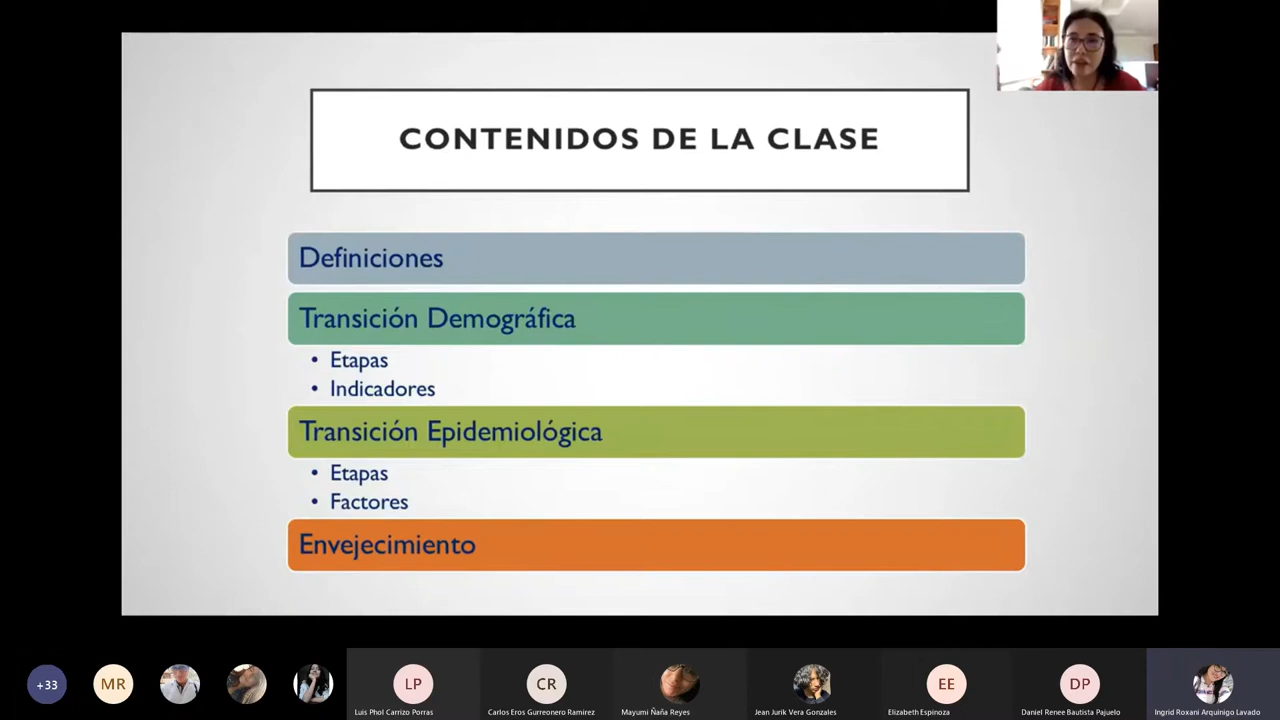 CONTENIDOS DE LA CLASE
Definiciones
Transición Demográfica
• Etapas
• Indicadores
Transición Epidemiológica
• Etapas
• Factores
Envejecimiento
+33
MR
LP
CR
EE
DP
Luis Phol Carrizo Porras
Carlos Eros Gurreonero Ramirez
Mayumi Ñaña Reyes
Jean Jurik Vera Gonzales
Elizabeth Espinoza
Daniel Renee Bautista Pajuelo
Ingrid Roxani Arquinigo Lavado